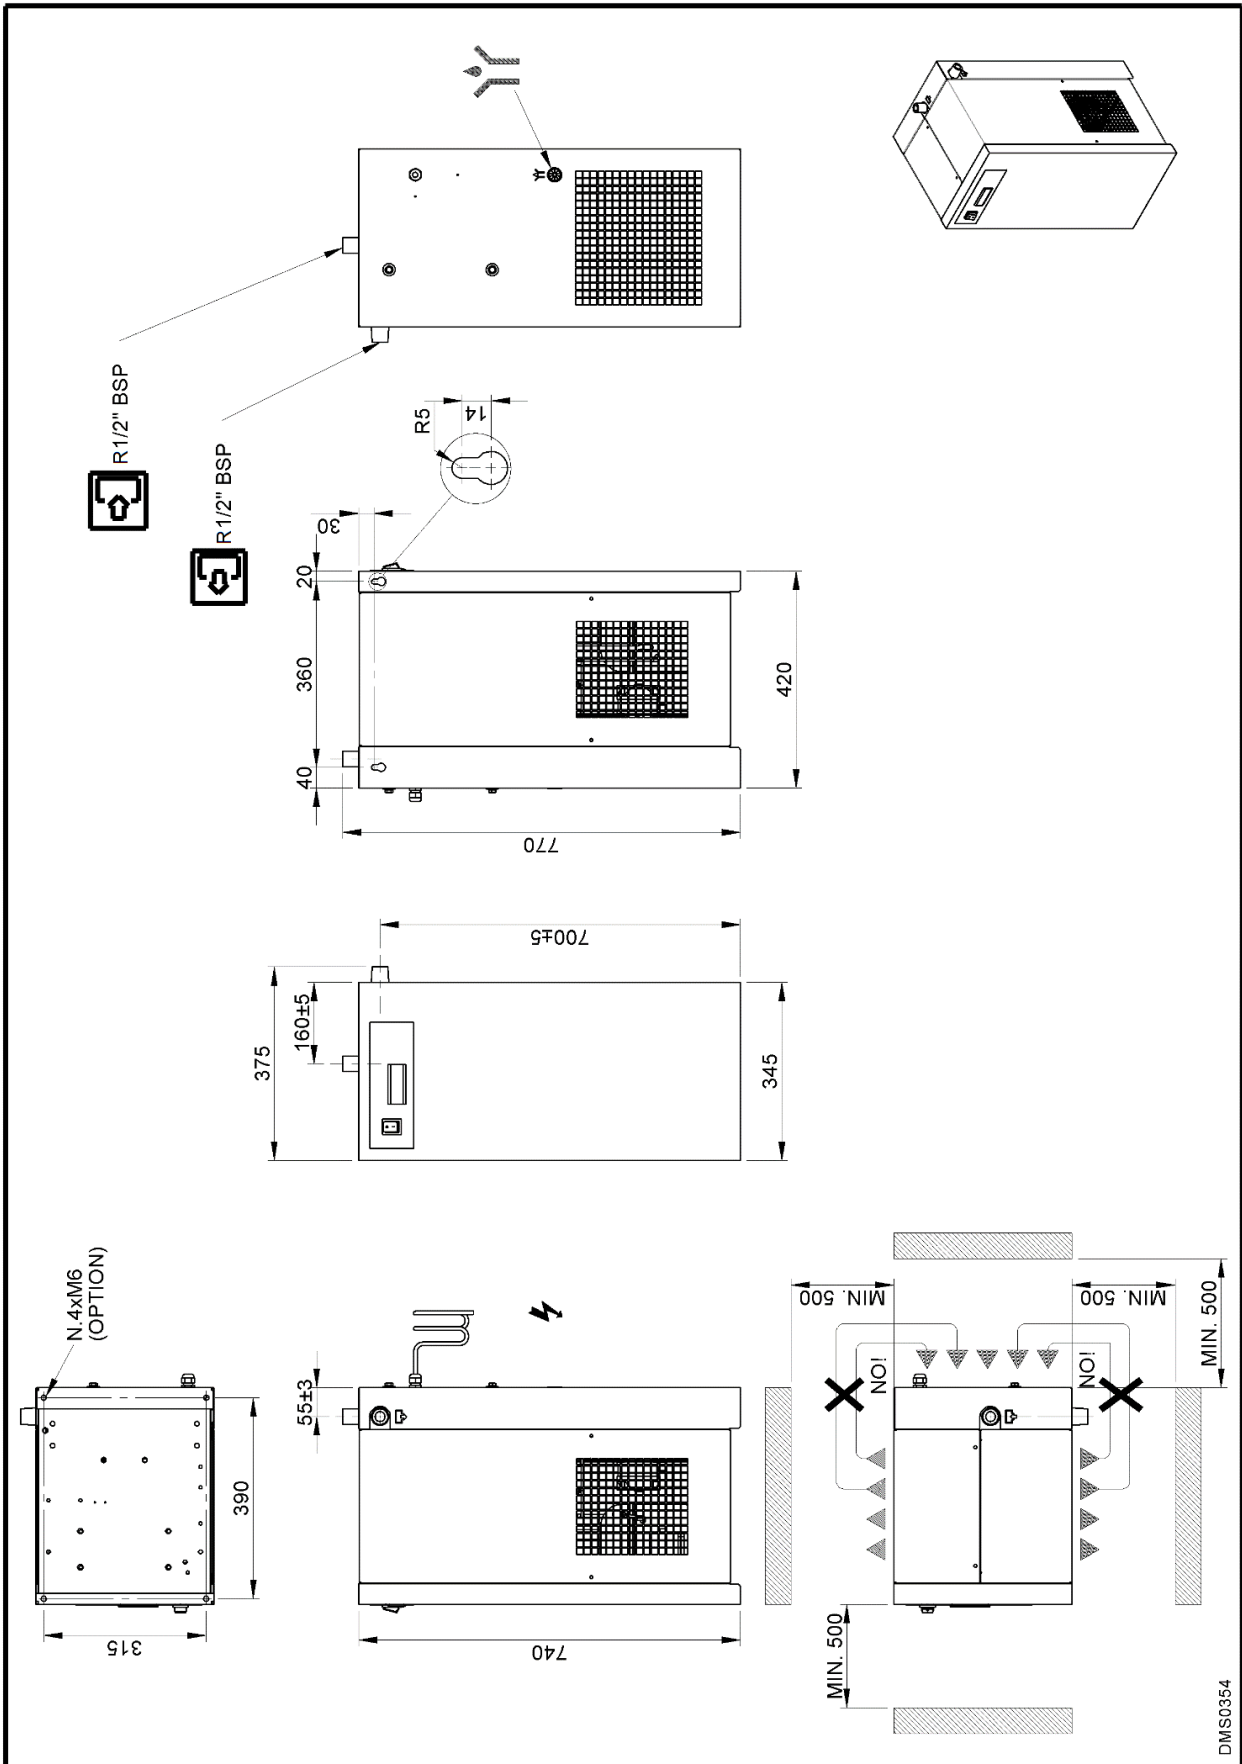 R1/2" BSP
R1/2" BSP
R5
14
30
20
360
40
420
770
700±5
375
160±5
345
N.4xM6
(OPTION)
390
315
55±3
740
MIN. 500
MIN. 500
MIN. 500
MIN. 500
NO!
NO!
DMS0354